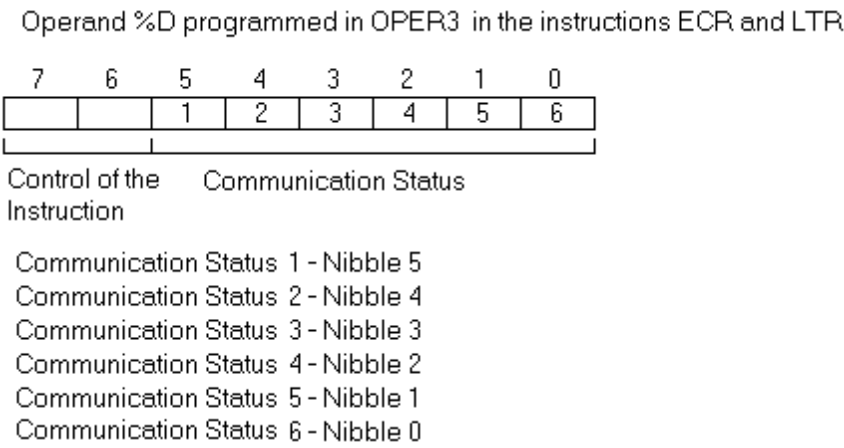 Operand %D programmed in OPER3 in the instructions ECR and LTR
7 6 5 4 3 2 1 0
1 2 3 4 5 6
Control of the Communication Status
Instruction
Communication Status 1 - Nibble 5
Communication Status 2 - Nibble 4
Communication Status 3 - Nibble 3
Communication Status 4 - Nibble 2
Communication Status 5 - Nibble 1
Communication Status 6 - Nibble 0